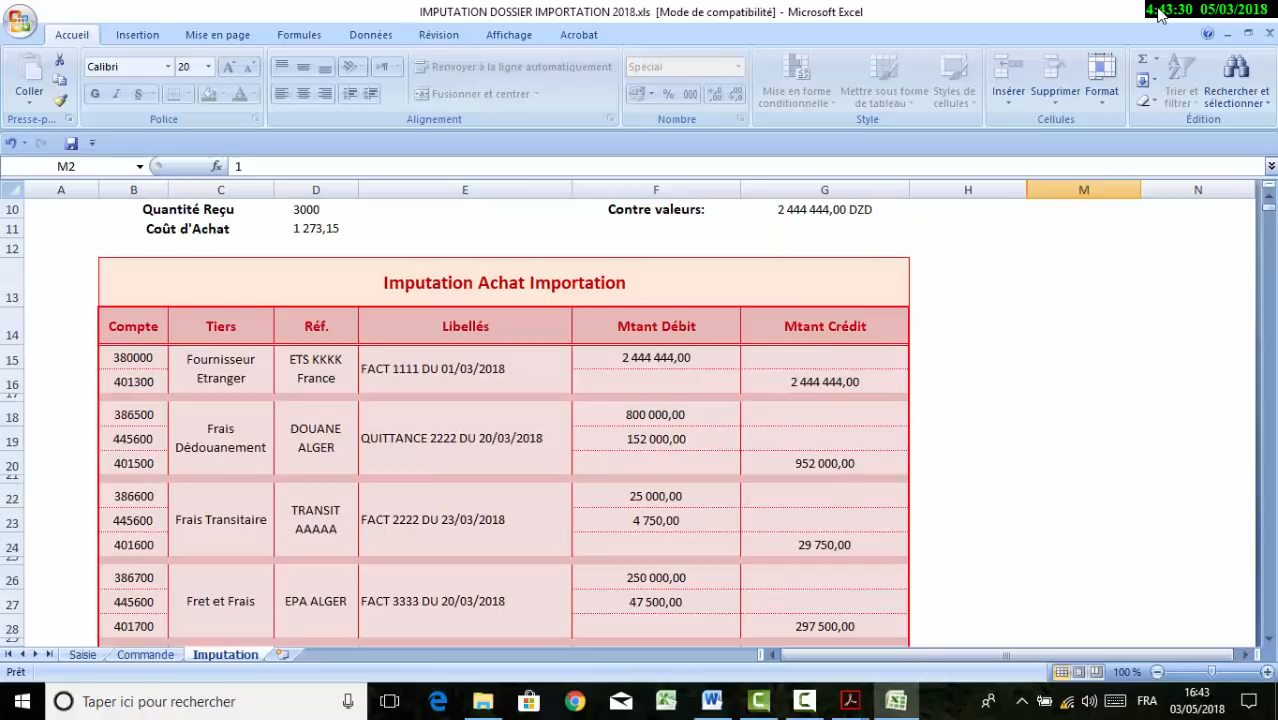 IMPUTATION DOSSIER IMPORTATION 2018.xls [Mode de compatibilité] - Microsoft Excel
4:43:30 05/03/2018
Accueil Insertion Mise en page Formules Données Révision Affichage Acrobat
Calibri 20 Renvoyer à la ligne automatiquement Spécial
Coller G I S Fusionner et centrer % 000
Mise en forme conditionnelle Mettre sous forme de tableau Styles de cellules Insérer Supprimer Format Trier et filtrer Rechercher et sélectionner
Presse-p... Police Alignement Nombre Style Cellules Édition
M2 fx 1
A B C D E F G H M N
10 Quantité Reçu 3000 Contre valeurs: 2 444 444,00 DZD
11 Coût d'Achat 1 273,15
12
13 Imputation Achat Importation
14 Compte Tiers Réf. Libellés Mtant Débit Mtant Crédit
15 380000 Fournisseur Etranger ETS KKKK France FACT 1111 DU 01/03/2018 2 444 444,00
16 401300 2 444 444,00
17
18 386500 Frais Dédouanement DOUANE ALGER QUITTANCE 2222 DU 20/03/2018 800 000,00
19 445600 152 000,00
20 401500 952 000,00
21
22 386600 Frais Transitaire TRANSIT AAAAA FACT 2222 DU 23/03/2018 25 000,00
23 445600 4 750,00
24 401600 29 750,00
25
26 386700 Fret et Frais EPA ALGER FACT 3333 DU 20/03/2018 250 000,00
27 445600 47 500,00
28 401700 297 500,00
Saisie Commande Imputation
Prêt 100 %
Taper ici pour rechercher FRA 16:43
03/05/2018